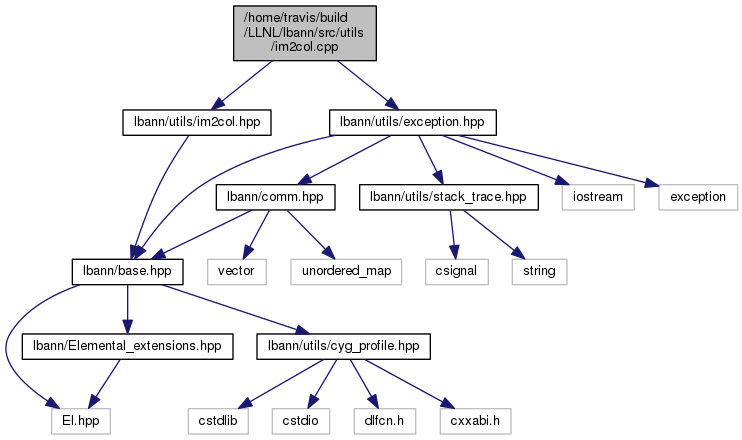 /home/travis/build
/LLNL/lbann/src/utils
/im2col.cpp
lbann/utils/im2col.hpp
lbann/utils/exception.hpp
lbann/comm.hpp
lbann/utils/stack_trace.hpp
iostream
exception
lbann/base.hpp
vector
unordered_map
csignal
string
lbann/Elemental_extensions.hpp
lbann/utils/cyg_profile.hpp
El.hpp
cstdlib
cstdio
dlfcn.h
cxxabi.h